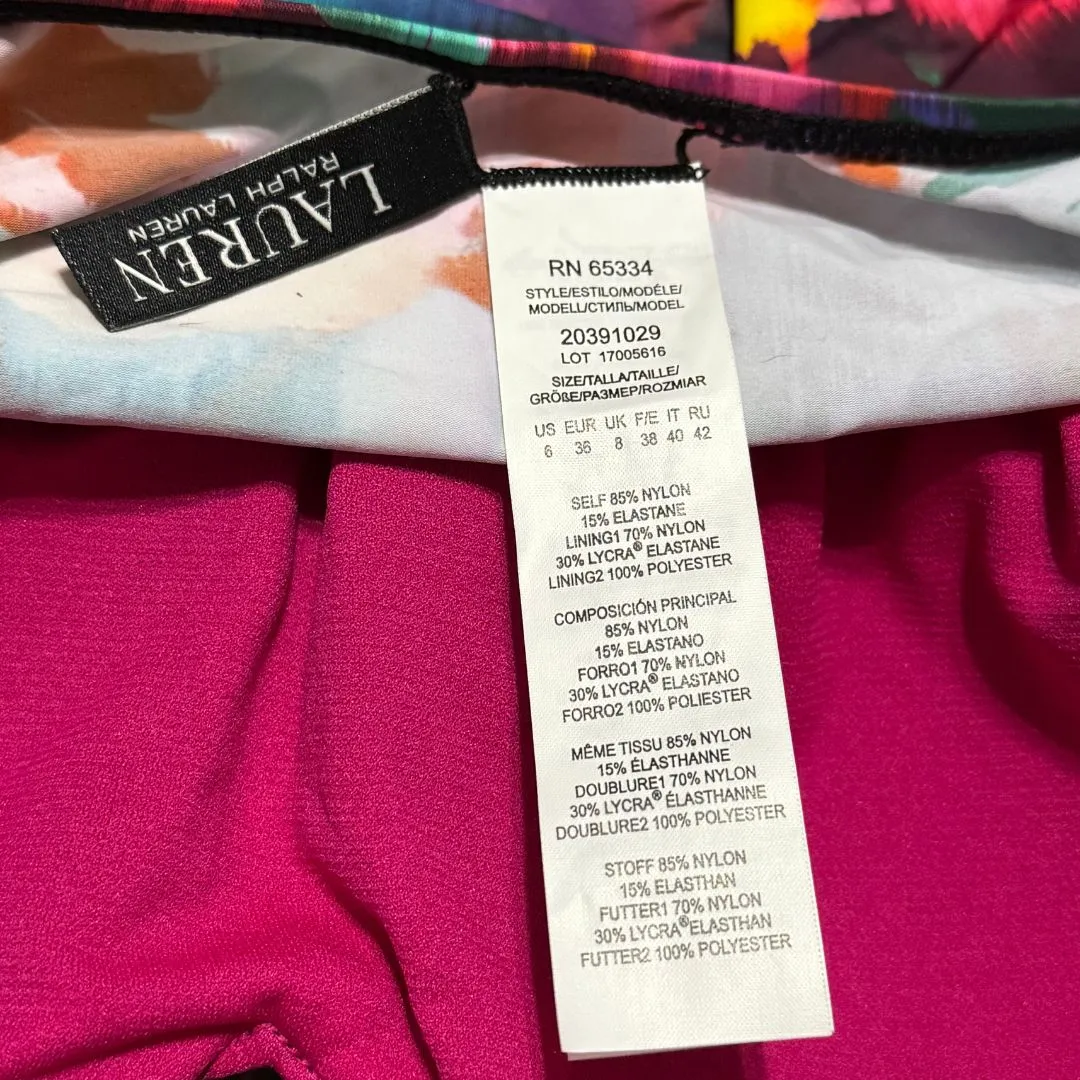 LAUREN
RALPH LAUREN
RN 65334
STYLE/ESTILO/MODÉLE/
MODELL/СТИЛЬ/MODEL
20391029
LOT 17005616
SIZE/TALLA/TAILLE/
GRÖßE/РАЗМЕР/ROZMIAR
US EUR UK F/E IT RU
6 36 8 38 40 42
SELF 85% NYLON
15% ELASTANE
LINING1 70% NYLON
30% LYCRA® ELASTANE
LINING2 100% POLYESTER
COMPOSICIÓN PRINCIPAL
85% NYLON
15% ELASTANO
FORRO1 70% NYLON
30% LYCRA® ELASTANO
FORRO2 100% POLIESTER
MÊME TISSU 85% NYLON
15% ÉLASTHANNE
DOUBLURE1 70% NYLON
30% LYCRA® ÉLASTHANNE
DOUBLURE2 100% POLYESTER
STOFF 85% NYLON
15% ELASTHAN
FUTTER1 70% NYLON
30% LYCRA®ELASTHAN
FUTTER2 100% POLYESTER